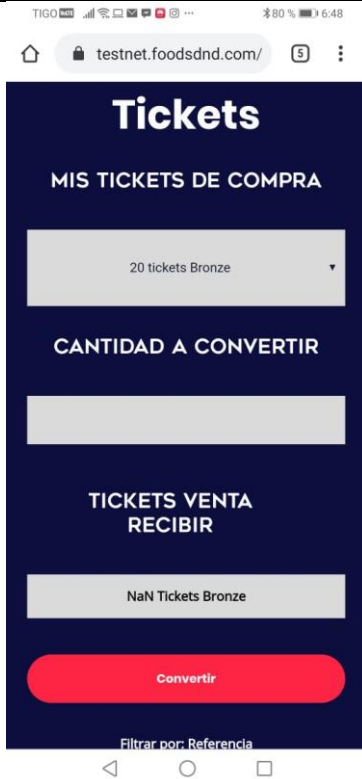 TIGO VoLTE 80 % 6:48
testnet.foodsdnd.com/ 5
Tickets
MIS TICKETS DE COMPRA
20 tickets Bronze
CANTIDAD A CONVERTIR
TICKETS VENTA
RECIBIR
NaN Tickets Bronze
Convertir
Filtrar por: Referencia